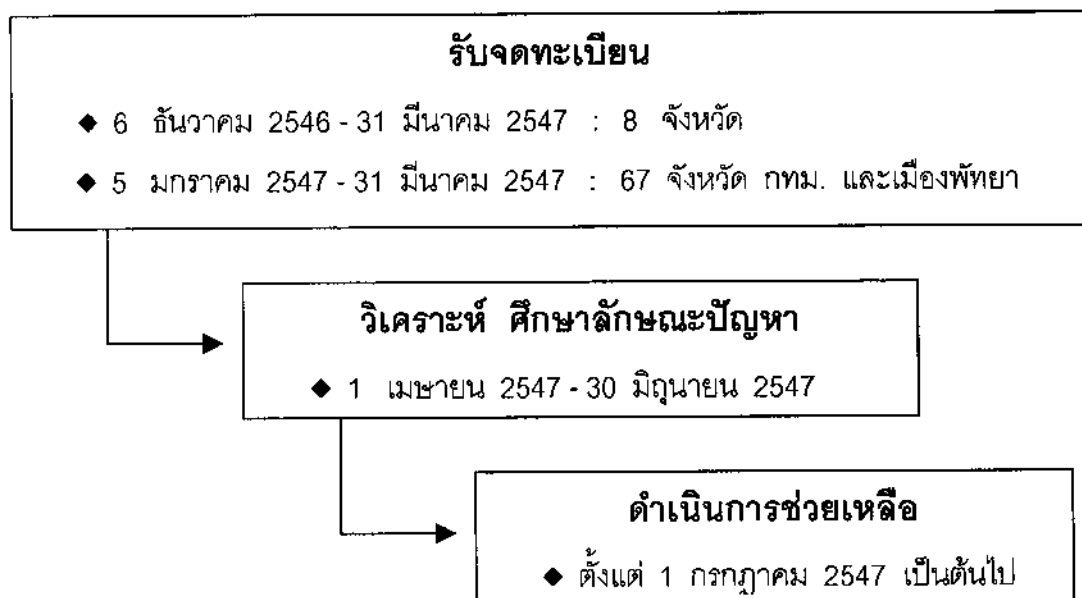 รับจดทะเบียน
◆ 6 ธันวาคม 2546 - 31 มีนาคม 2547 : 8 จังหวัด
◆ 5 มกราคม 2547 - 31 มีนาคม 2547 : 67 จังหวัด กทม. และเมืองพัทยา
วิเคราะห์ ศึกษาลักษณะปัญหา
◆ 1 เมษายน 2547 - 30 มิถุนายน 2547
ดำเนินการช่วยเหลือ
◆ ตั้งแต่ 1 กรกฎาคม 2547 เป็นต้นไป